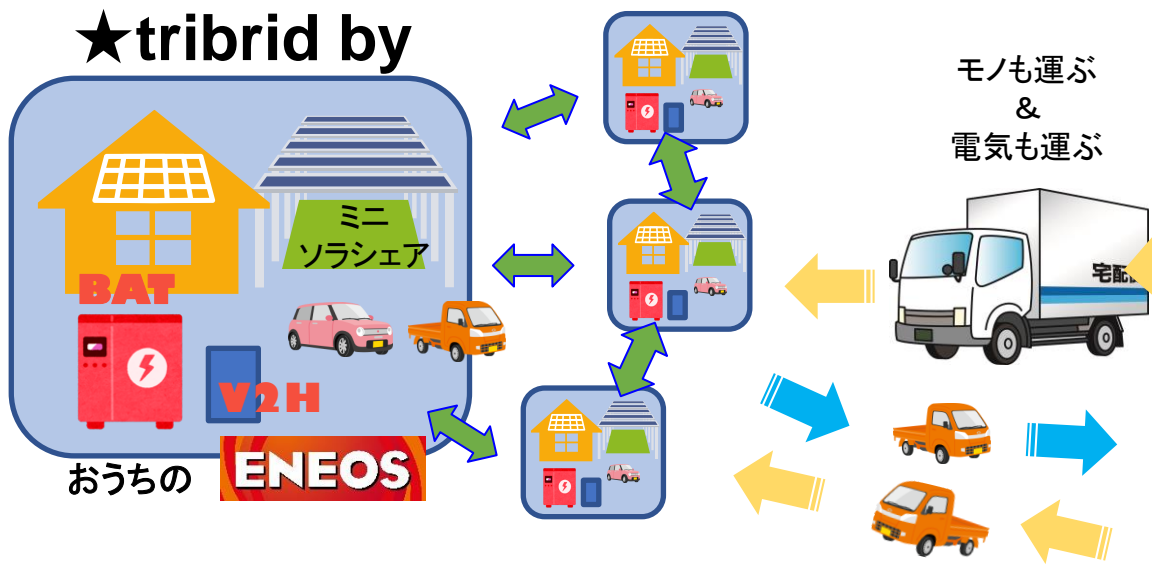 ★tribrid by
ミニ
ソラシェア
BAT
V2H
おうちの
ENEOS
モノも運ぶ
&
電気も運ぶ
宅配